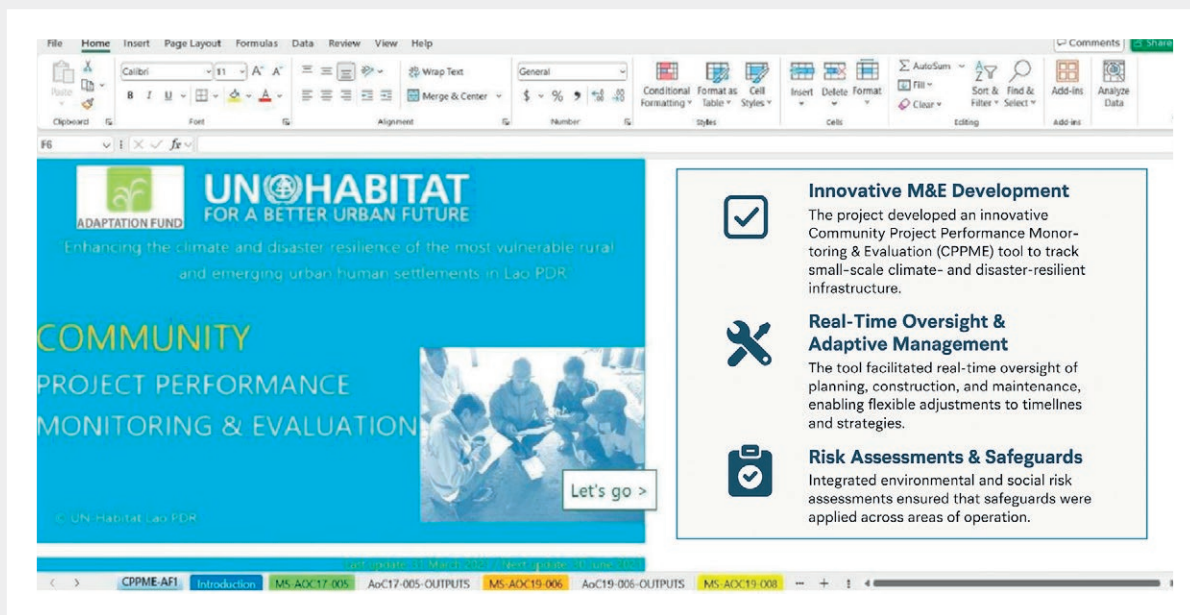 File Home Insert Page Layout Formulas Data Review View Help Comments Share
Calibri 11 A^ A˅ Wrap Text General Σ AutoSum
Paste B I U Merge & Center $ % 9 Conditional Format as Cell Insert Delete Format Fill Sort & Find & Add-ins Analyze
Formatting Table Styles Clear Filter Select Data
Clipboard Font Alignment Number Styles Cells Editing Add-ins
F6 fx
ADAPTATION FUND
UN HABITAT
FOR A BETTER URBAN FUTURE
Enhancing the climate and disaster resilience of the most vulnerable rural
and emerging urban human settlements in Lao PDR
COMMUNITY
PROJECT PERFORMANCE
MONITORING & EVALUATION
Let's go >
© UN-Habitat Lao PDR
Innovative M&E Development
The project developed an innovative
Community Project Performance Monor-
toring & Evaluation (CPPME) tool to track
small-scale climate- and disaster-resilient
infrastructure.
Real-Time Oversight &
Adaptive Management
The tool facilitated real-time oversight of
planning, construction, and maintenance,
enabling flexible adjustments to timelInes
and strategies.
Risk Assessments & Safeguards
Integrated environmental and social risk
assessments ensured that safeguards were
applied across areas of operation.
CPPME-AF1 Introduction MS-AOC17-005 AoC17-005-OUTPUTS MS-AOC19-006 AoC19-006-OUTPUTS MS-AOC19-008